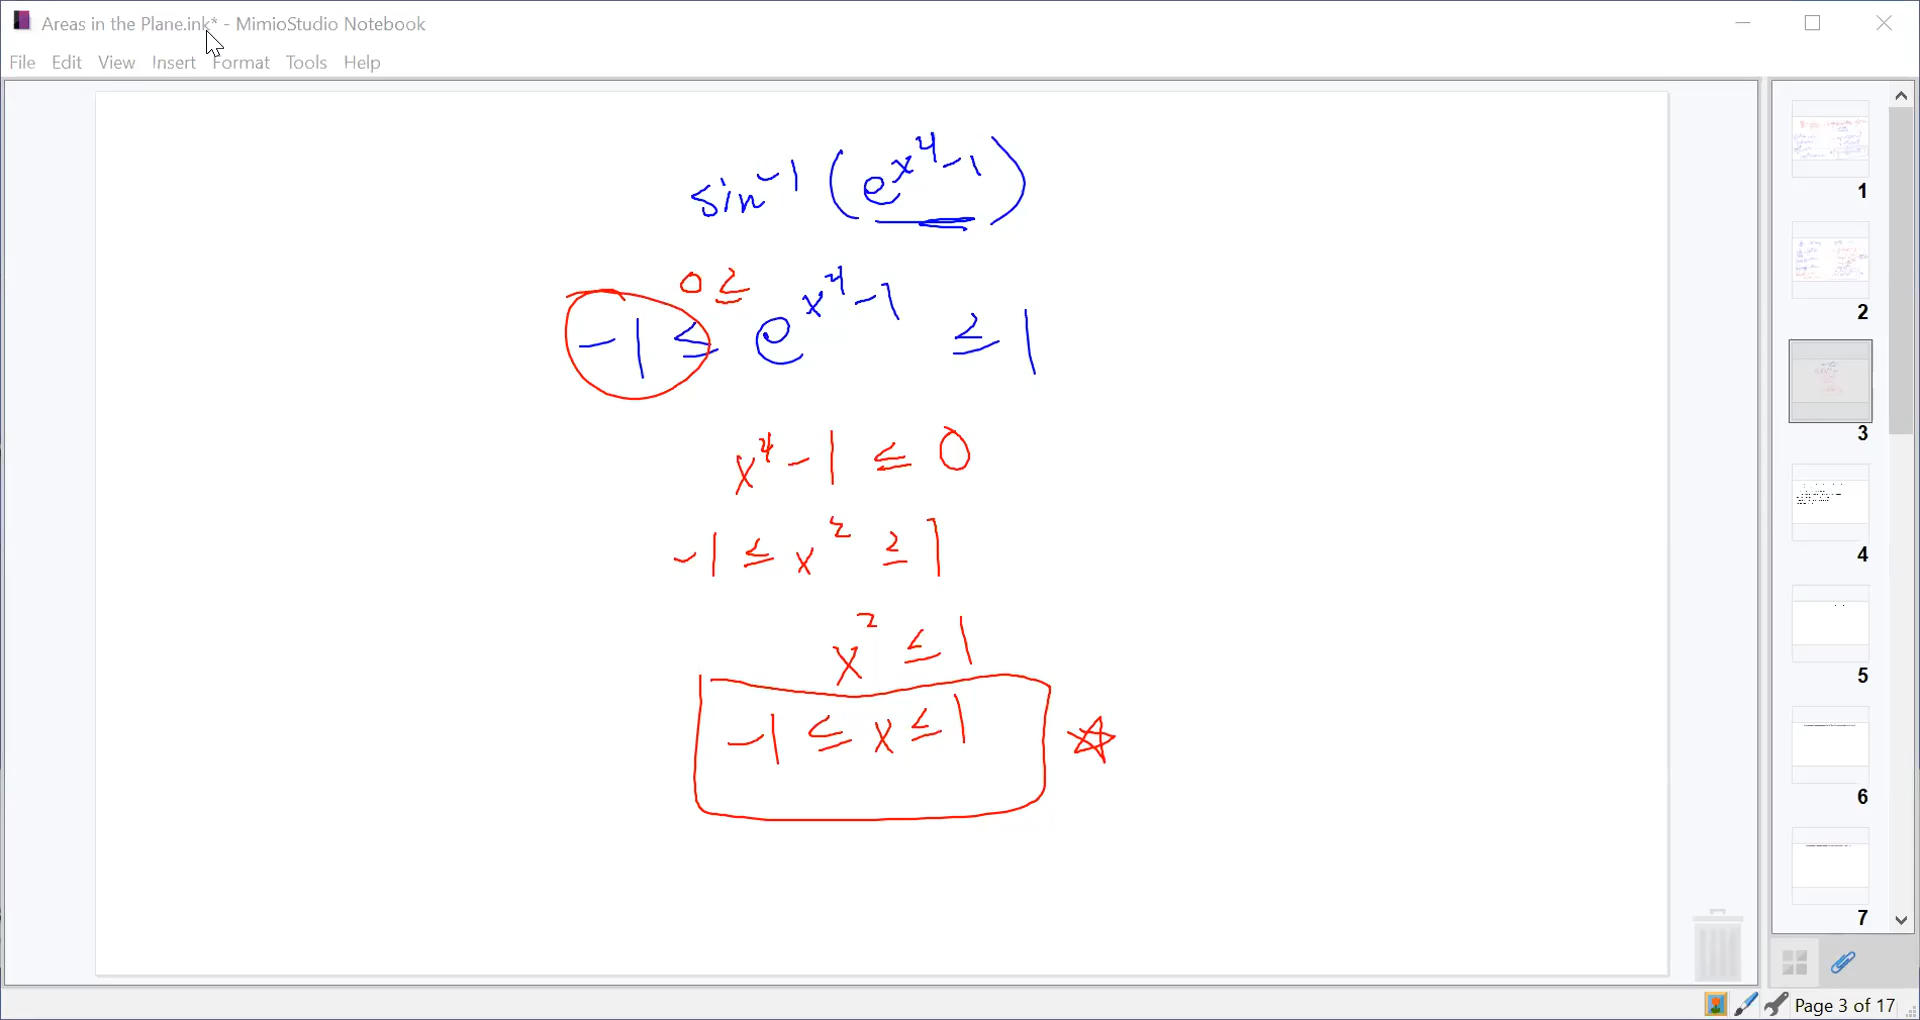 Areas in the Plane.ink* - MimioStudio Notebook
File Edit View Insert Format Tools Help
sin⁻¹ (e^(x⁴-1))
0 ≤
-1 ≤ e^(x⁴-1) ≤ 1
x⁴ - 1 ≤ 0
-1 ≤ x² ≤ 1
x² ≤ 1
-1 ≤ x ≤ 1
1
2
3
4
5
6
7
Page 3 of 17